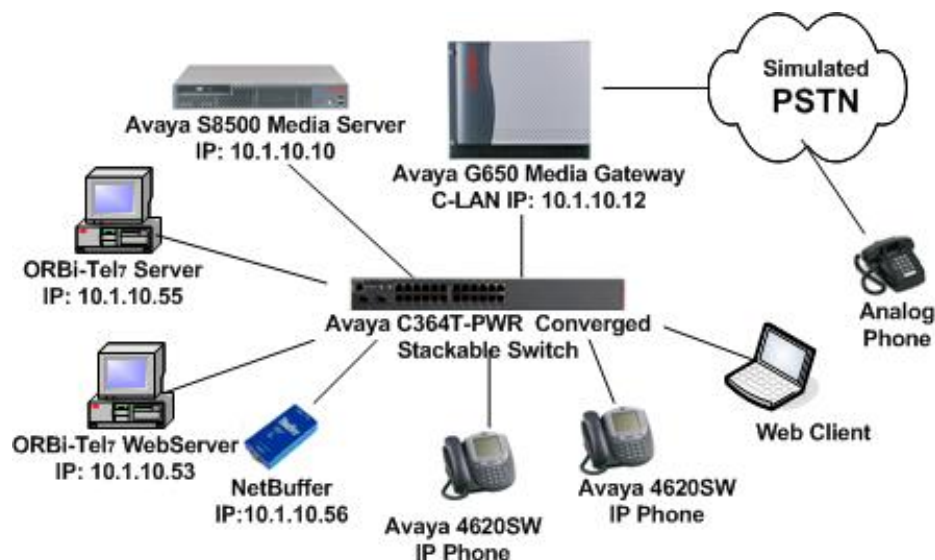 Simulated
PSTN
Avaya S8500 Media Server
IP: 10.1.10.10
Avaya G650 Media Gateway
C-LAN IP: 10.1.10.12
ORBi-Tel7 Server
IP: 10.1.10.55
Analog
Phone
Avaya C364T-PWR Converged
Stackable Switch
ORBi-Tel7 WebServer
IP: 10.1.10.53
Web Client
NetBuffer
IP:10.1.10.56
Avaya 4620SW
IP Phone
Avaya 4620SW
IP Phone